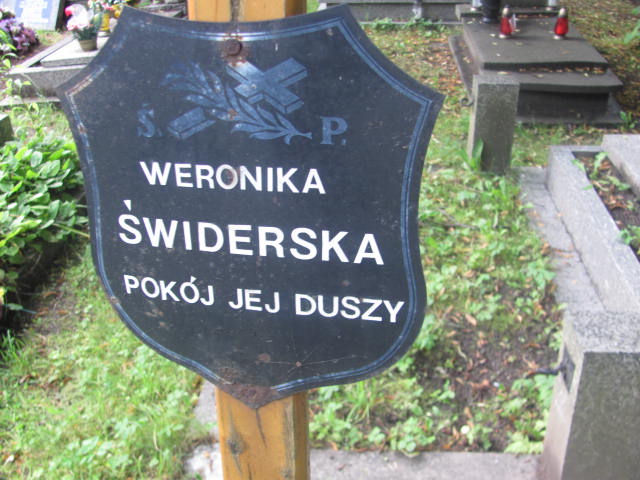 Ś. P.
WERONIKA
ŚWIDERSKA
POKÓJ JEJ DUSZY